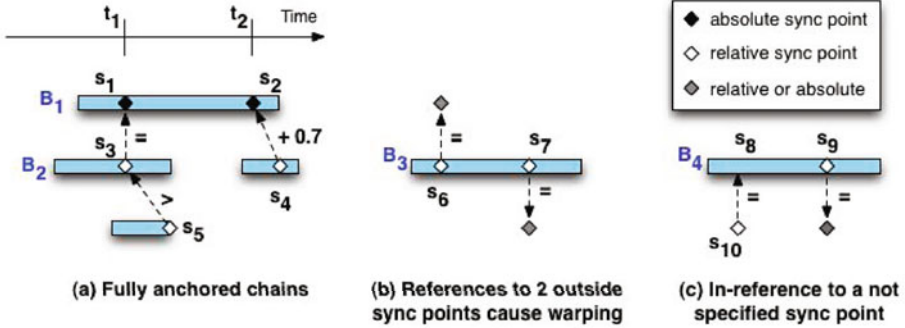 t1 t2 Time
absolute sync point
relative sync point
relative or absolute
s1 s2
B1
= + 0.7
s3
B2
s4
> s5
=
s7
B3
s6
=
s8 s9
B4
= =
s10
(a) Fully anchored chains
(b) References to 2 outside
sync points cause warping
(c) In-reference to a not
specified sync point